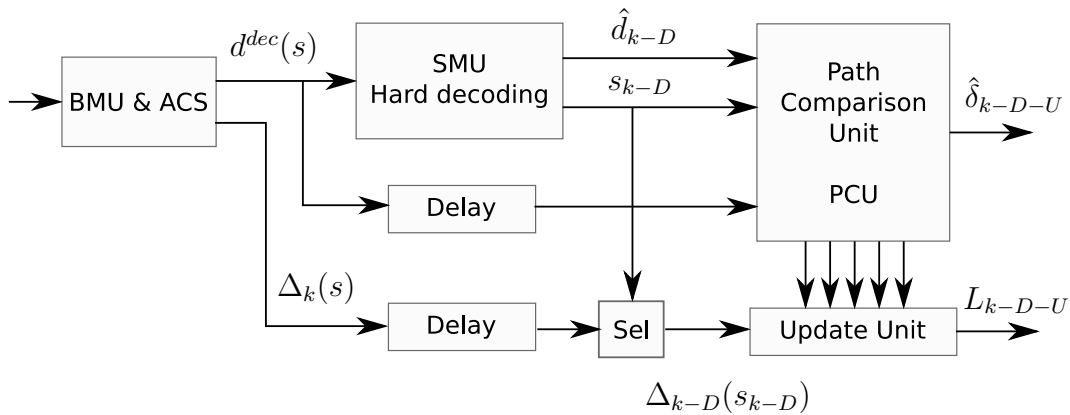 BMU & ACS
$d^{dec}(s)$
SMU
Hard decoding
$\hat{d}_{k-D}$
$s_{k-D}$
Path
Comparison
Unit
PCU
$\hat{\delta}_{k-D-U}$
Delay
$\Delta_k(s)$
Delay
Sel
Update Unit
$L_{k-D-U}$
$\Delta_{k-D}(s_{k-D})$